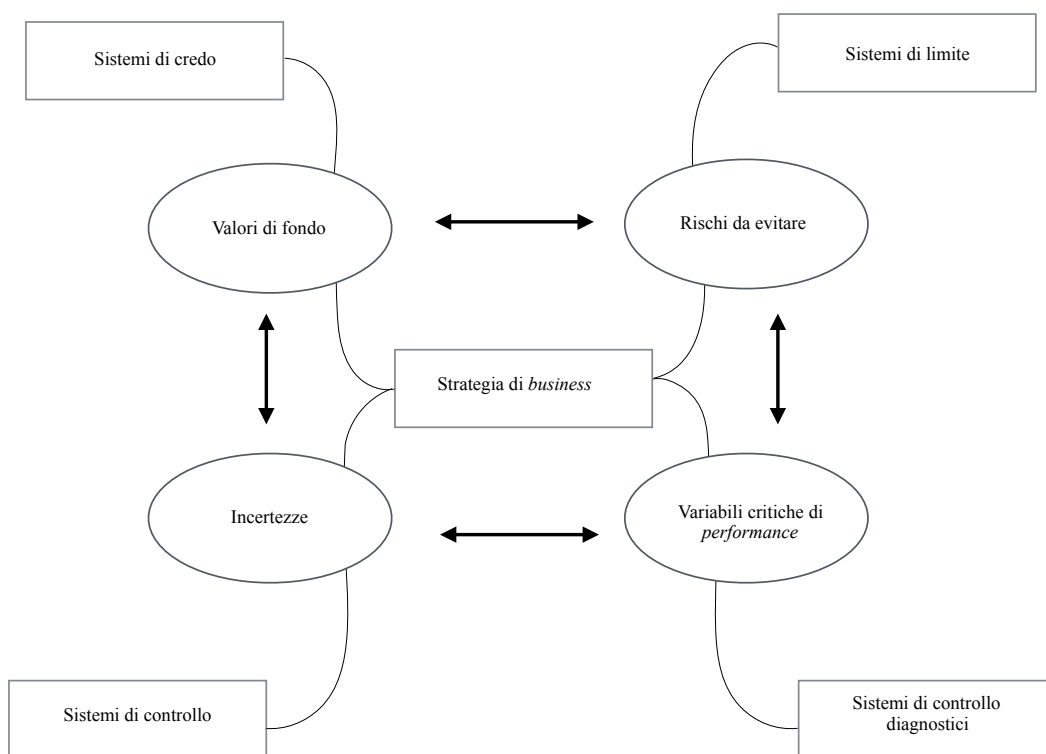 Sistemi di credo
Sistemi di limite
Valori di fondo
Rischi da evitare
Strategia di business
Incertezze
Variabili critiche di
performance
Sistemi di controllo
Sistemi di controllo
diagnostici